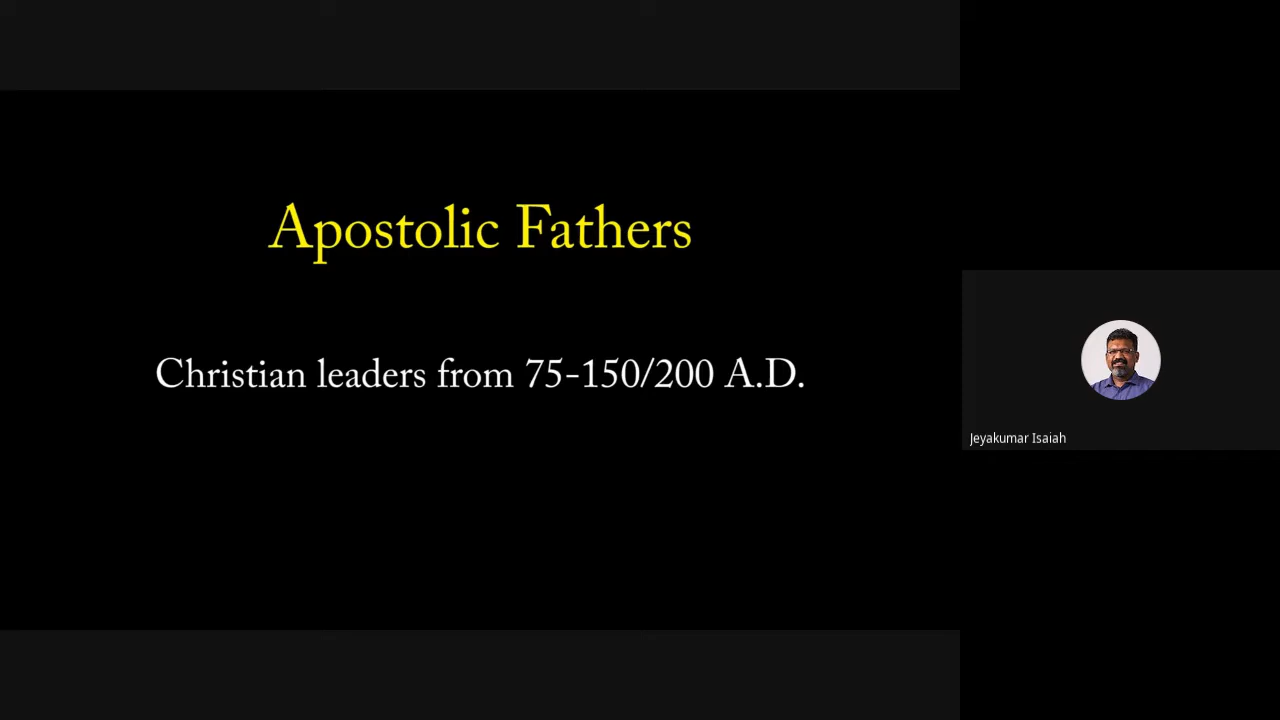 Apostolic Fathers
Christian leaders from 75-150/200 A.D.
Jeyakumar Isaiah